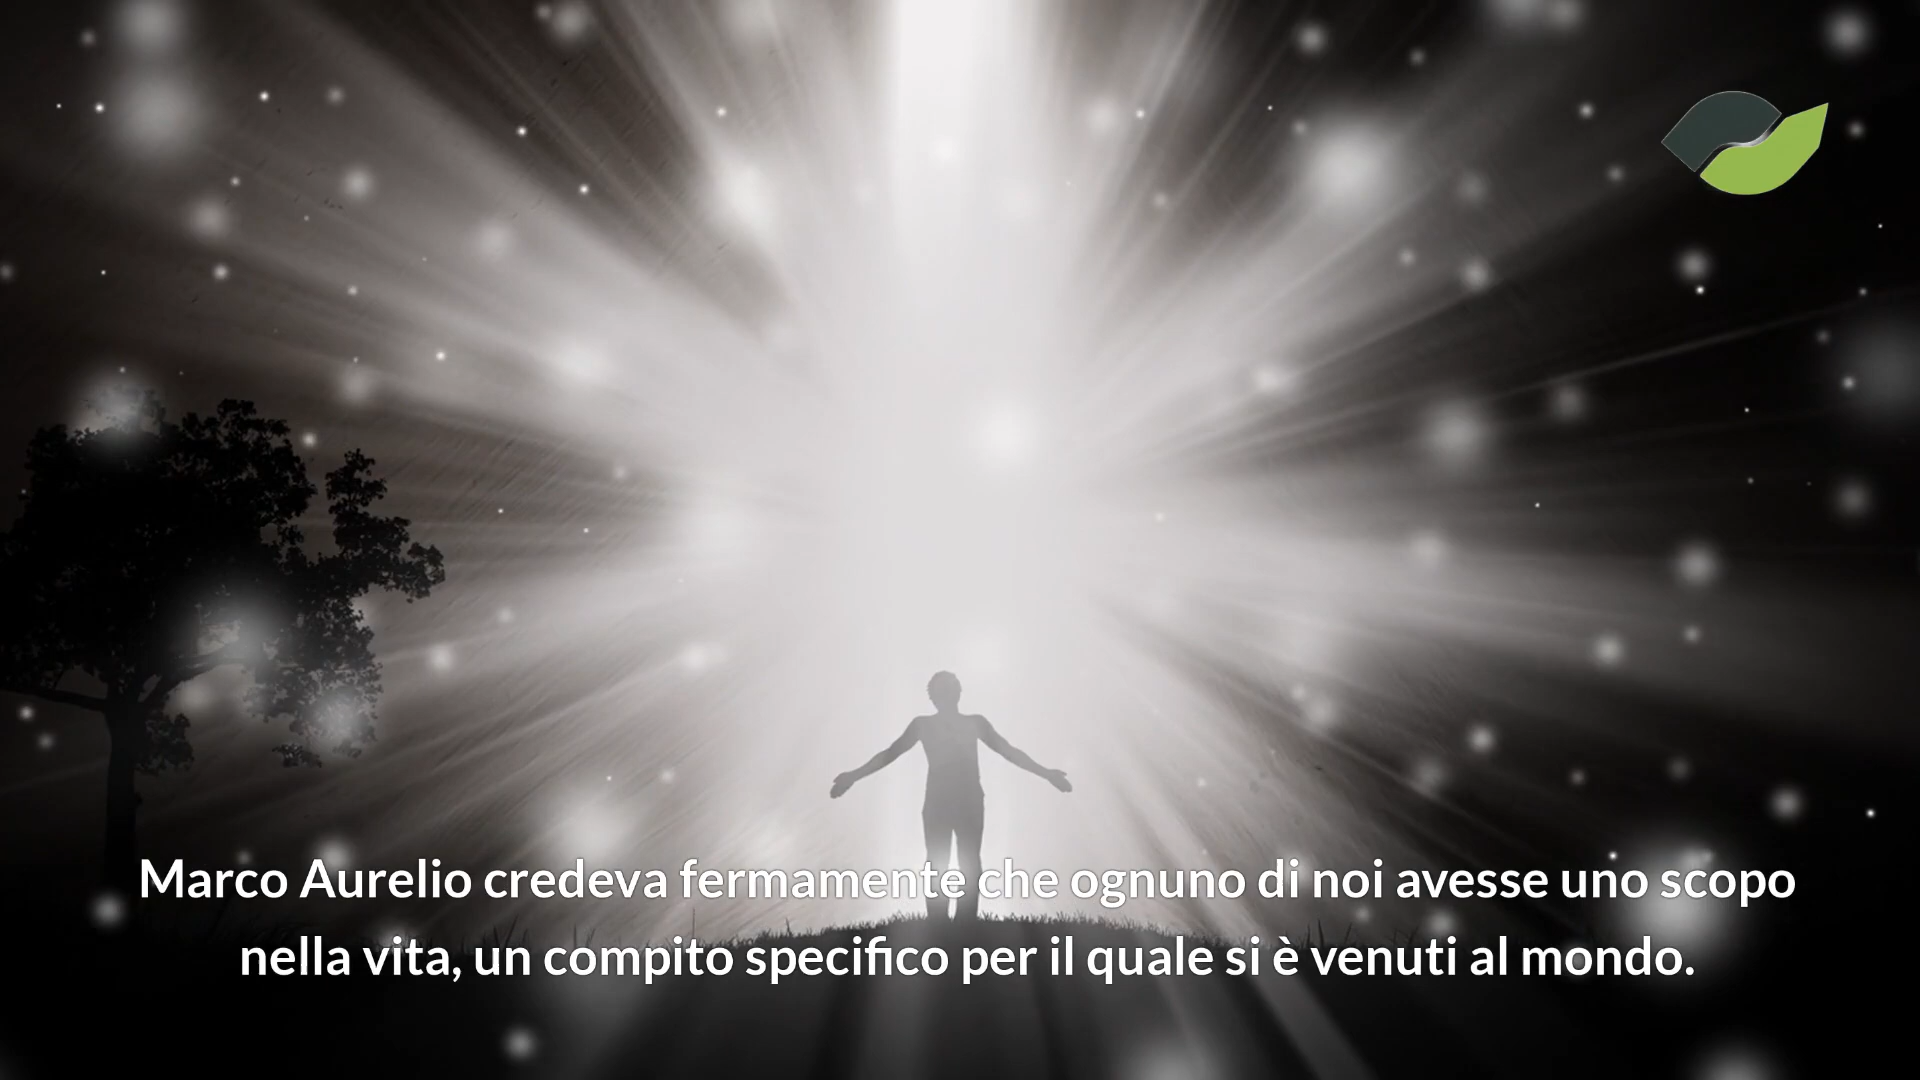 Marco Aurelio credeva fermamente che ognuno di noi avesse uno scopo
nella vita, un compito specifico per il quale si è venuti al mondo.